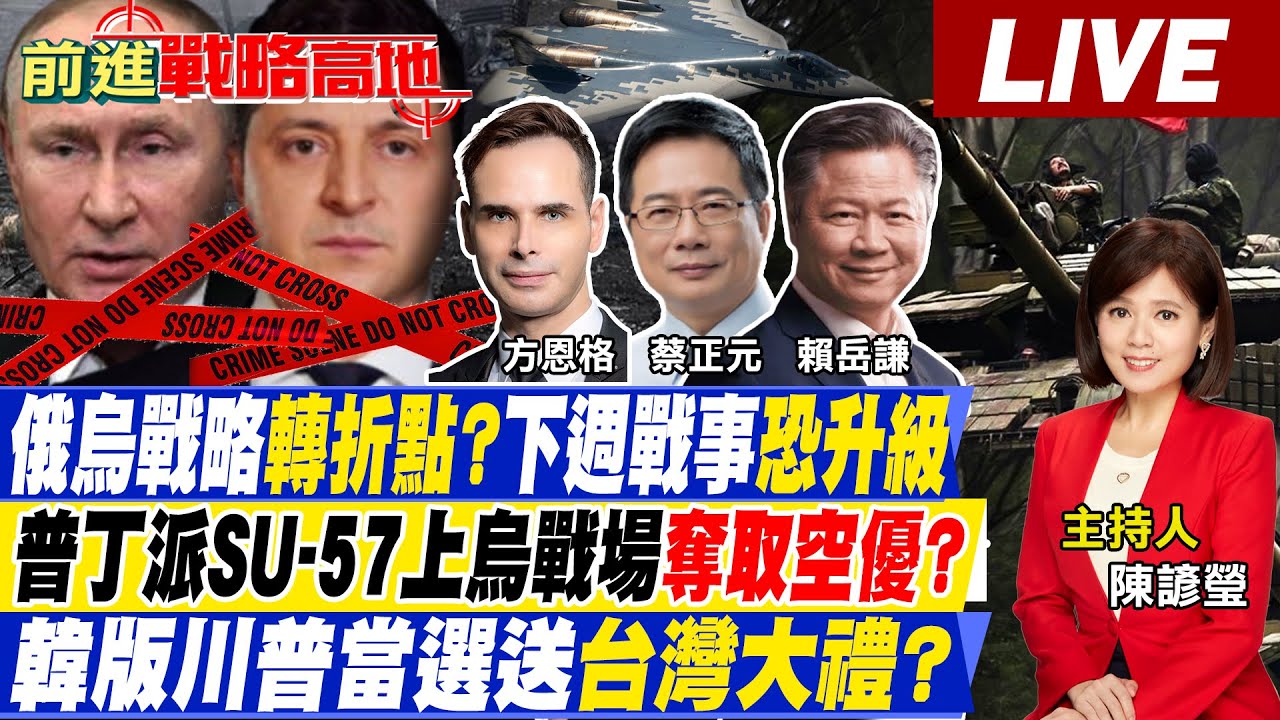 前進戰略高地
LIVE
CRIME SCENE DO NOT CROSS
NOT CROSS
CRIME SCENE DO NOT CROSS
方恩格 蔡正元 賴岳謙
俄烏戰略轉折點?下週戰事恐升級
普丁派SU-57上烏戰場奪取空優?
韓版川普當選送台灣大禮?
主持人
陳諺瑩